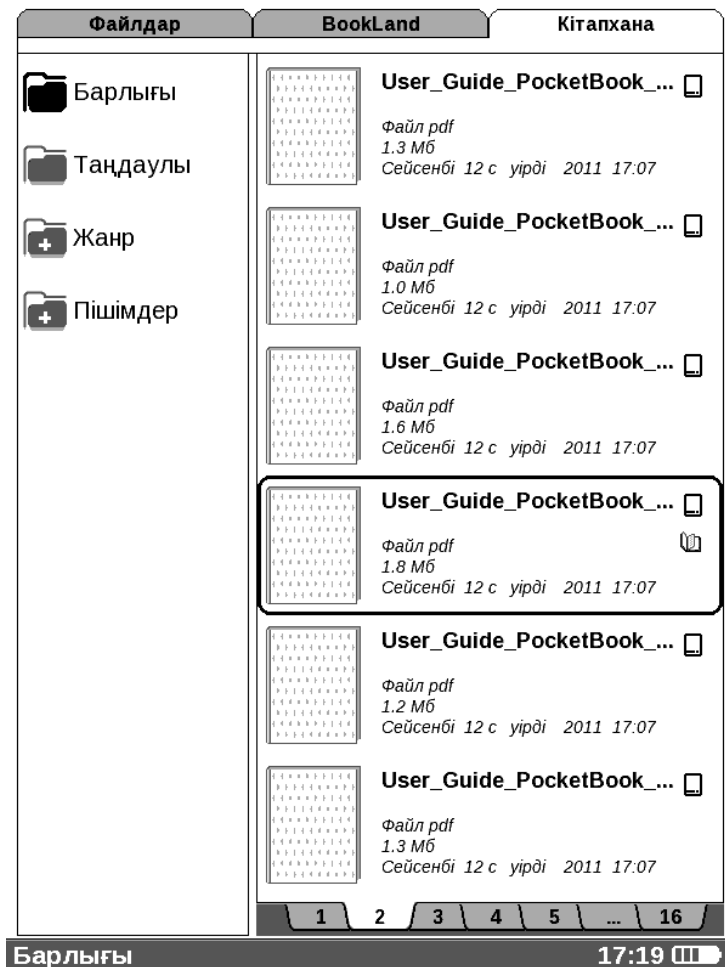 Файлдар
BookLand
Кітапхана
Барлығы
Таңдаулы
Жанр
Пішімдер
User_Guide_PocketBook_...
Файл pdf
1.3 Мб
Сейсенбі 12 с уірді 2011 17:07
User_Guide_PocketBook_...
Файл pdf
1.0 Мб
Сейсенбі 12 с уірді 2011 17:07
User_Guide_PocketBook_...
Файл pdf
1.6 Мб
Сейсенбі 12 с уірді 2011 17:07
User_Guide_PocketBook_...
Файл pdf
1.8 Мб
Сейсенбі 12 с уірді 2011 17:07
User_Guide_PocketBook_...
Файл pdf
1.2 Мб
Сейсенбі 12 с уірді 2011 17:07
User_Guide_PocketBook_...
Файл pdf
1.3 Мб
Сейсенбі 12 с уірді 2011 17:07
1 2 3 4 5 ... 16
Барлығы 17:19